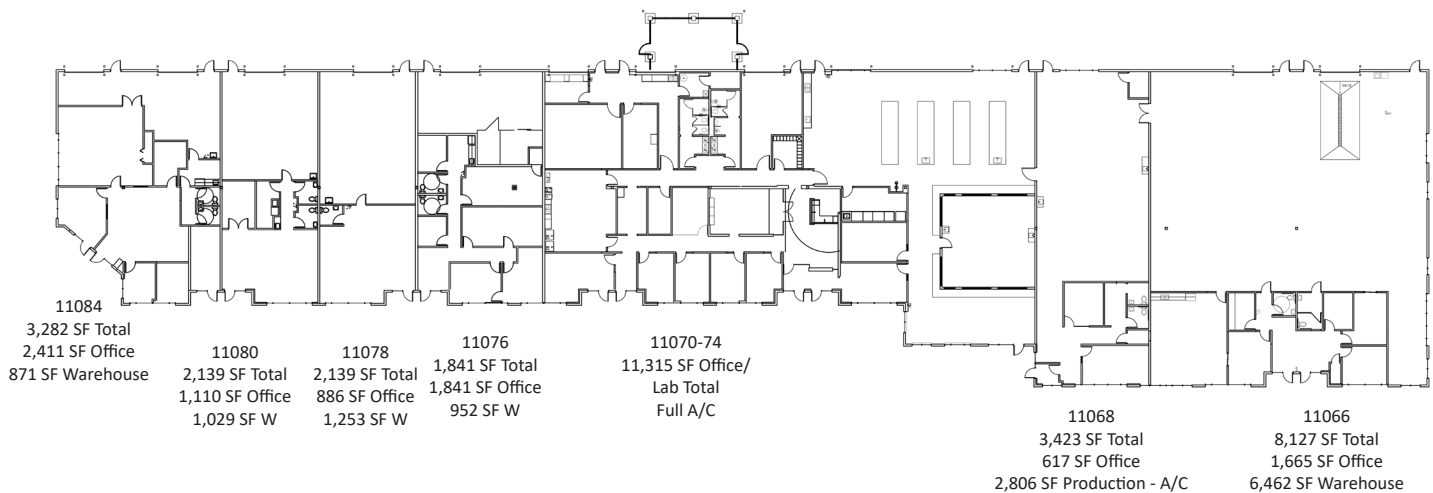 11084
3,282 SF Total
2,411 SF Office
871 SF Warehouse
11080
2,139 SF Total
1,110 SF Office
1,029 SF W
11078
2,139 SF Total
886 SF Office
1,253 SF W
11076
1,841 SF Total
1,841 SF Office
952 SF W
11070-74
11,315 SF Office/
Lab Total
Full A/C
11068
3,423 SF Total
617 SF Office
2,806 SF Production - A/C
11066
8,127 SF Total
1,665 SF Office
6,462 SF Warehouse